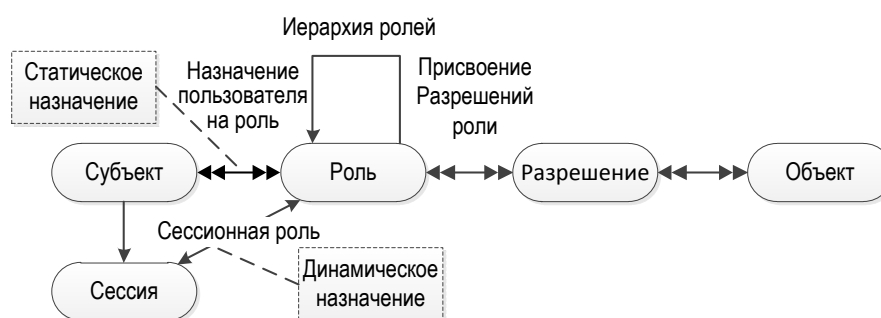 Иерархия ролей
Статическое
назначение
Назначение
пользователя
на роль
Присвоение
Разрешений
роли
Субъект
Роль
Разрешение
Объект
Сессионная роль
Сессия
Динамическое
назначение